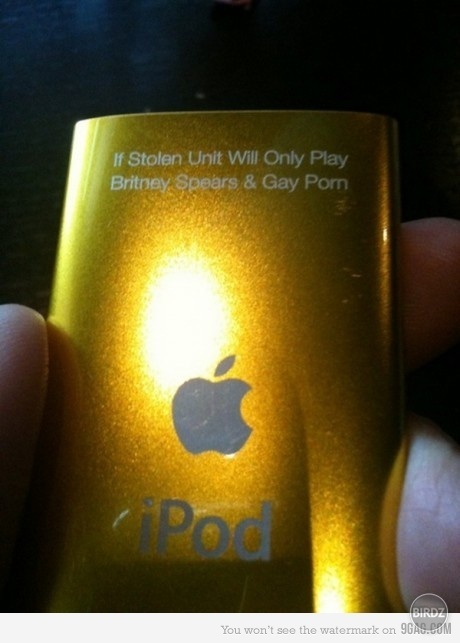 If Stolen Unit Will Only Play
Britney Spears & Gay Porn
iPod
BIRDZ
You won't see the watermark on 9GAG.COM